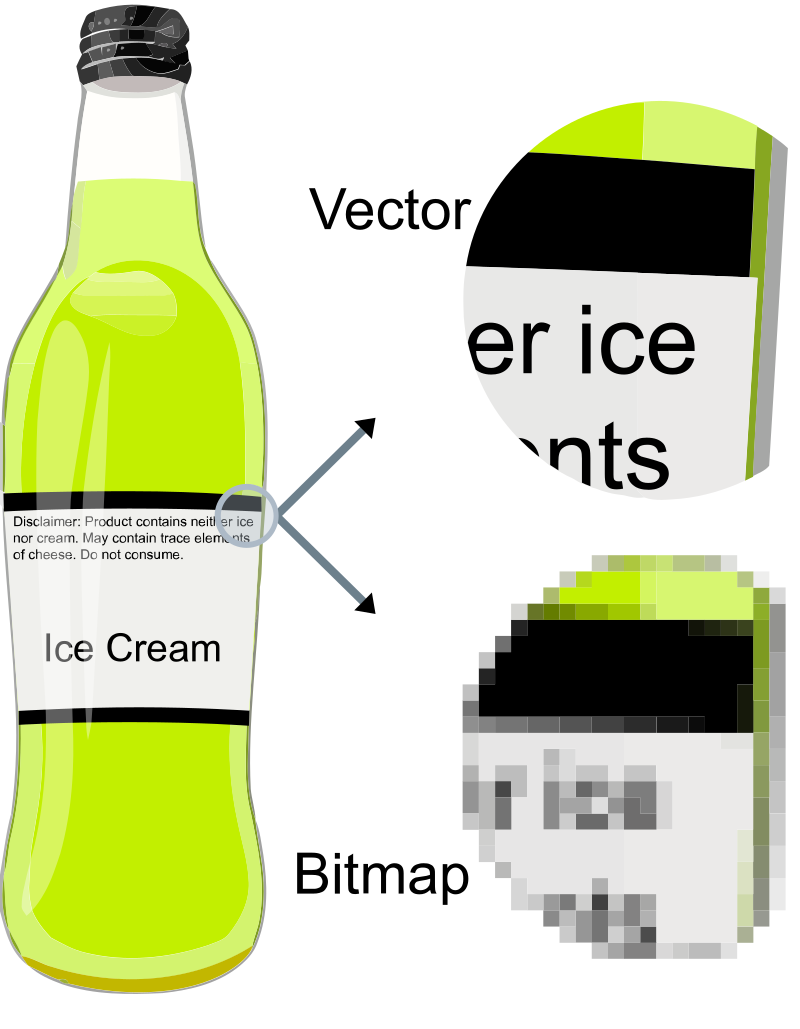 Vector
er ice
ents
Disclaimer: Product contains neither ice
nor cream. May contain trace elements
of cheese. Do not consume.
Ice Cream
Bitmap